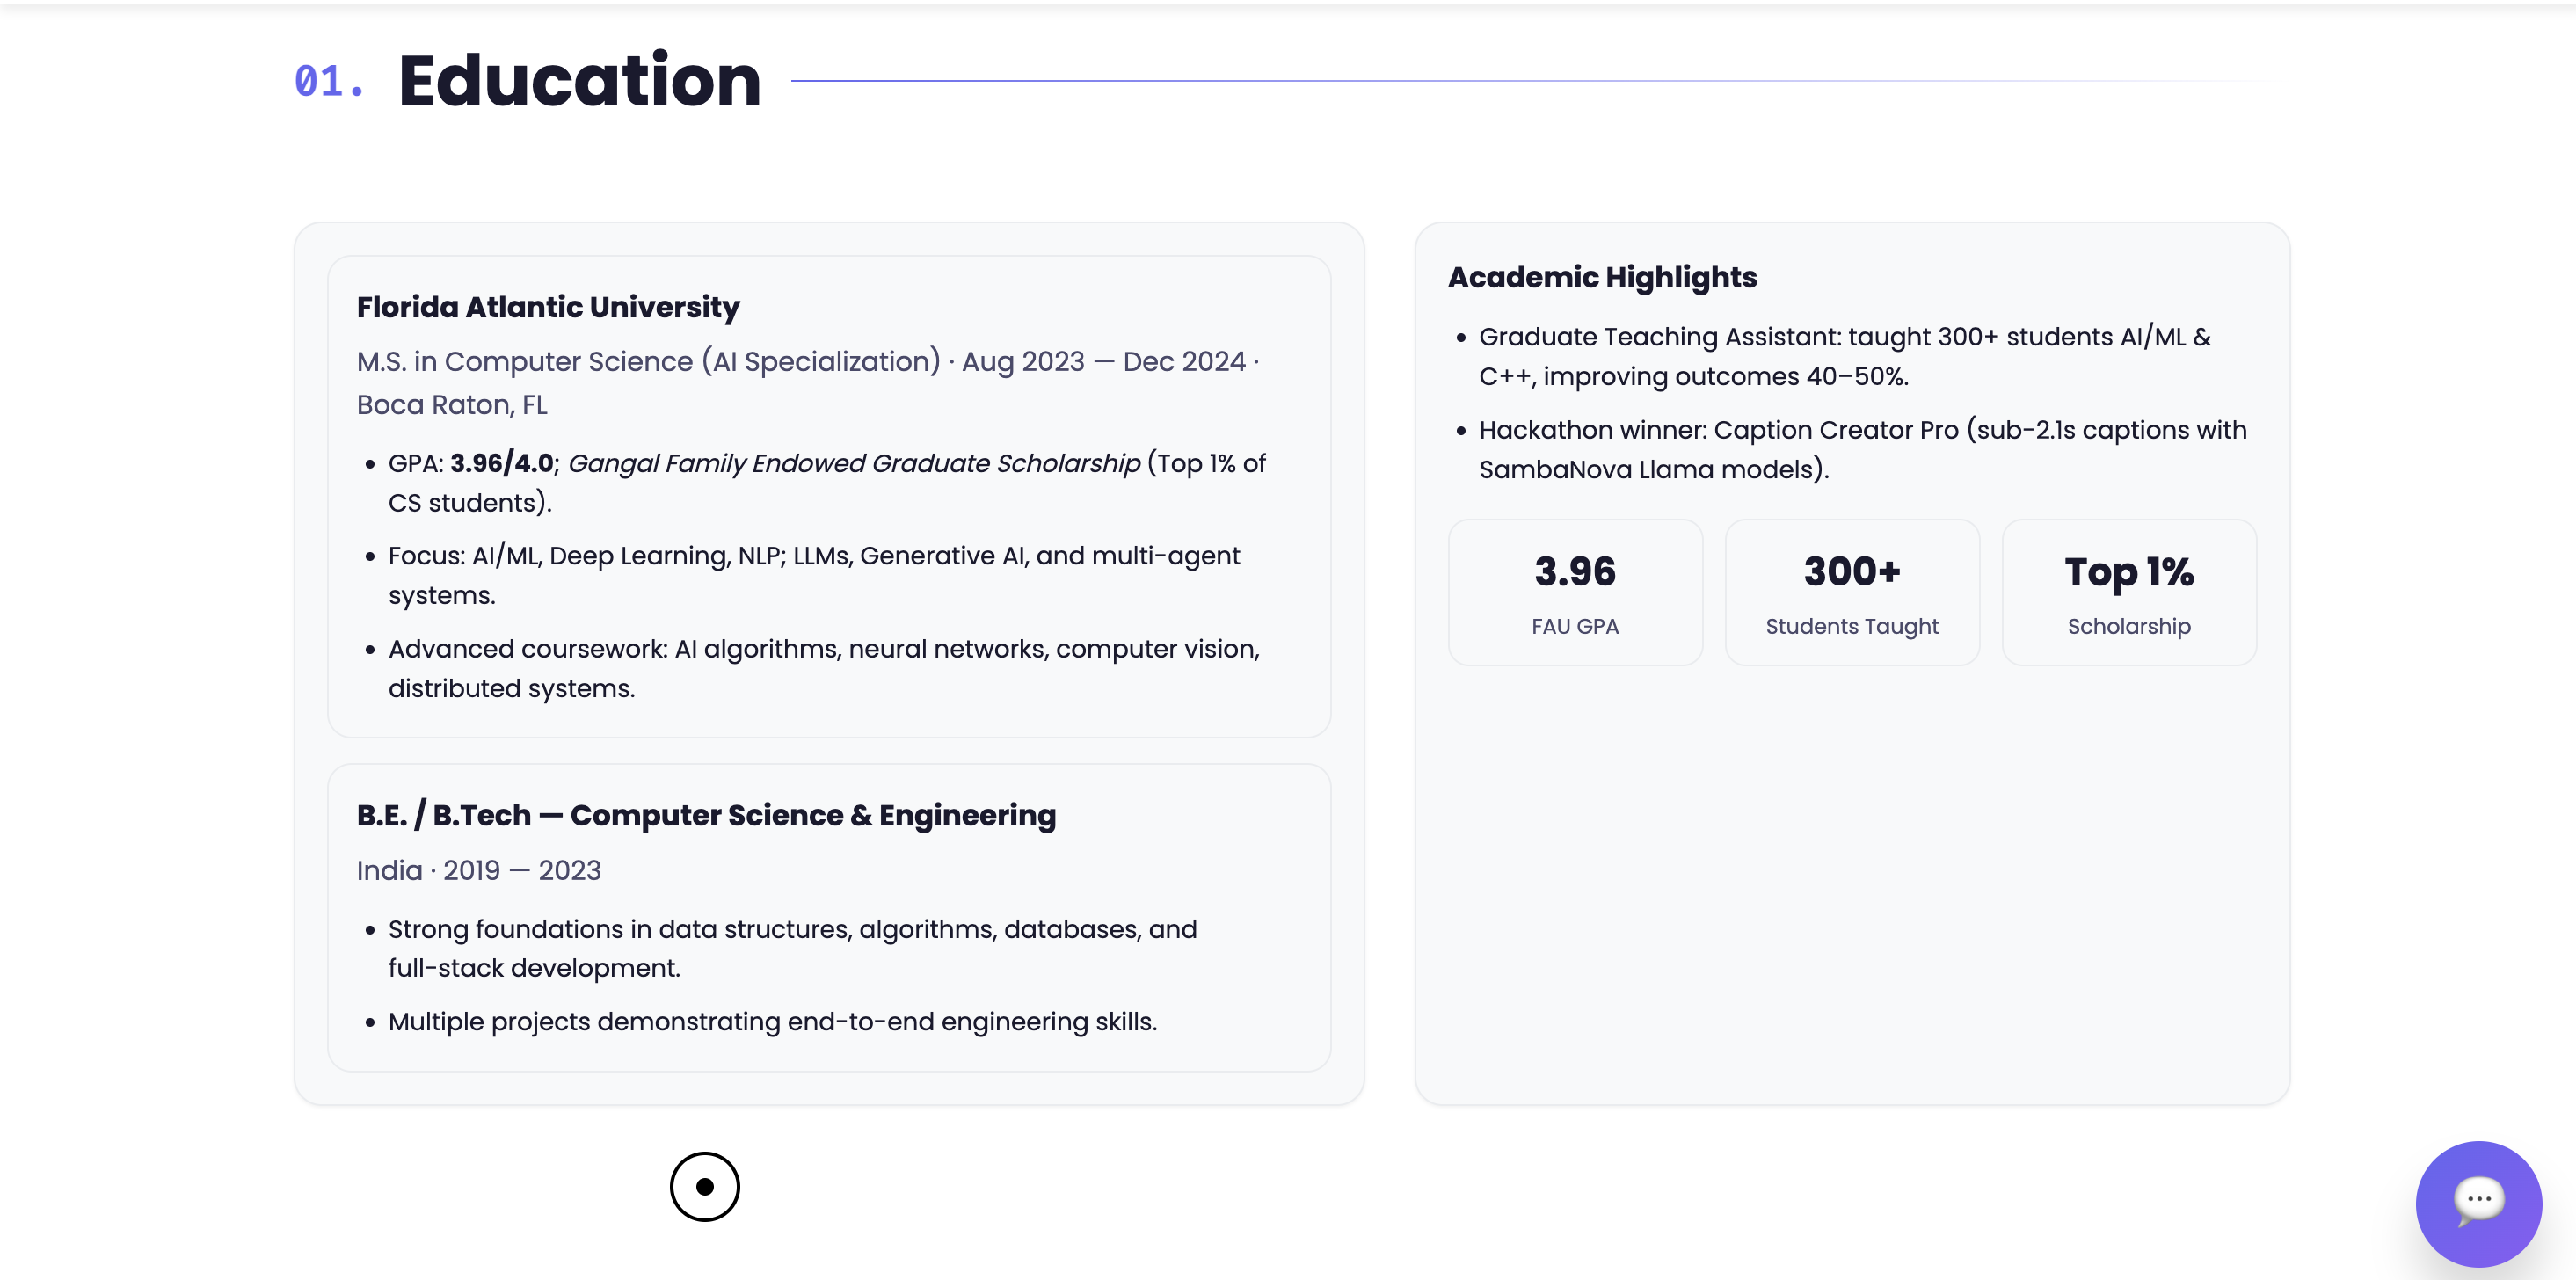 01. Education
Florida Atlantic University
M.S. in Computer Science (AI Specialization) · Aug 2023 — Dec 2024 ·
Boca Raton, FL
• GPA: 3.96/4.0; Gangal Family Endowed Graduate Scholarship (Top 1% of
CS students).
• Focus: AI/ML, Deep Learning, NLP; LLMs, Generative AI, and multi-agent
systems.
• Advanced coursework: AI algorithms, neural networks, computer vision,
distributed systems.
B.E. / B.Tech — Computer Science & Engineering
India · 2019 — 2023
• Strong foundations in data structures, algorithms, databases, and
full-stack development.
• Multiple projects demonstrating end-to-end engineering skills.
Academic Highlights
• Graduate Teaching Assistant: taught 300+ students AI/ML &
C++, improving outcomes 40–50%.
• Hackathon winner: Caption Creator Pro (sub-2.1s captions with
SambaNova Llama models).
3.96
FAU GPA
300+
Students Taught
Top 1%
Scholarship